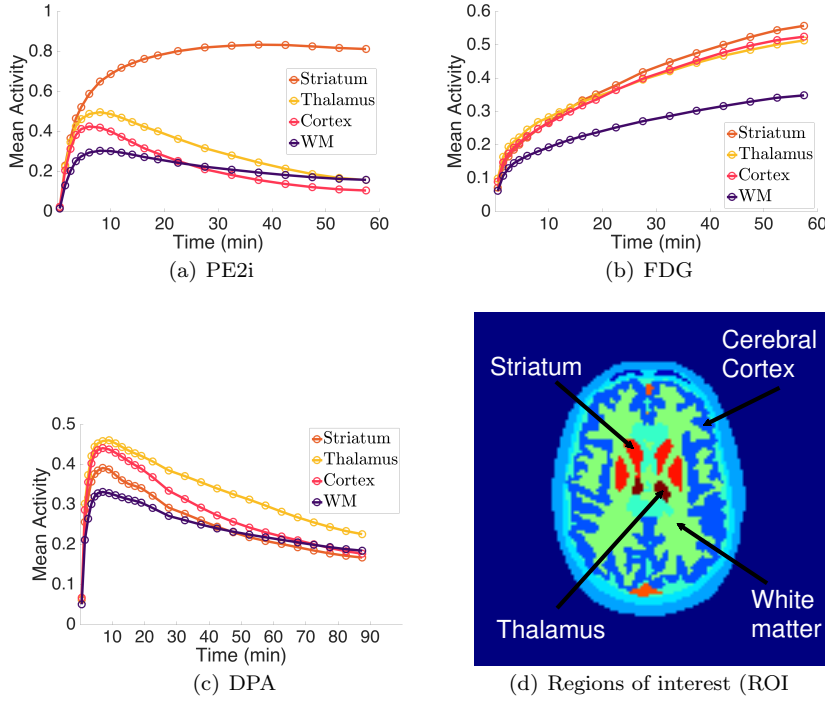 Mean Activity
1
0.8
0.6
0.4
0.2
0
10 20 30 40 50 60
Time (min)
Striatum
Thalamus
Cortex
WM
(a) PE2i
Mean Activity
0.6
0.5
0.4
0.3
0.2
0.1
0
0 10 20 30 40 50 60
Time (min)
Striatum
Thalamus
Cortex
WM
(b) FDG
Mean Activity
0.5
0.4
0.3
0.2
0.1
0
10 20 30 40 50 60 70 80 90
Time (min)
Striatum
Thalamus
Cortex
WM
(c) DPA
Striatum
Cerebral
Cortex
Thalamus
White
matter
(d) Regions of interest (ROI